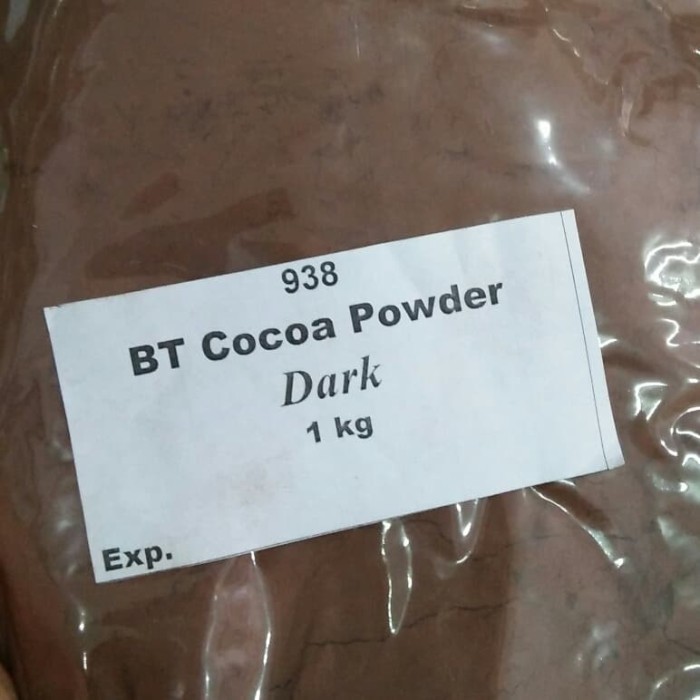 938
BT Cocoa Powder
Dark
1 kg
Exp.